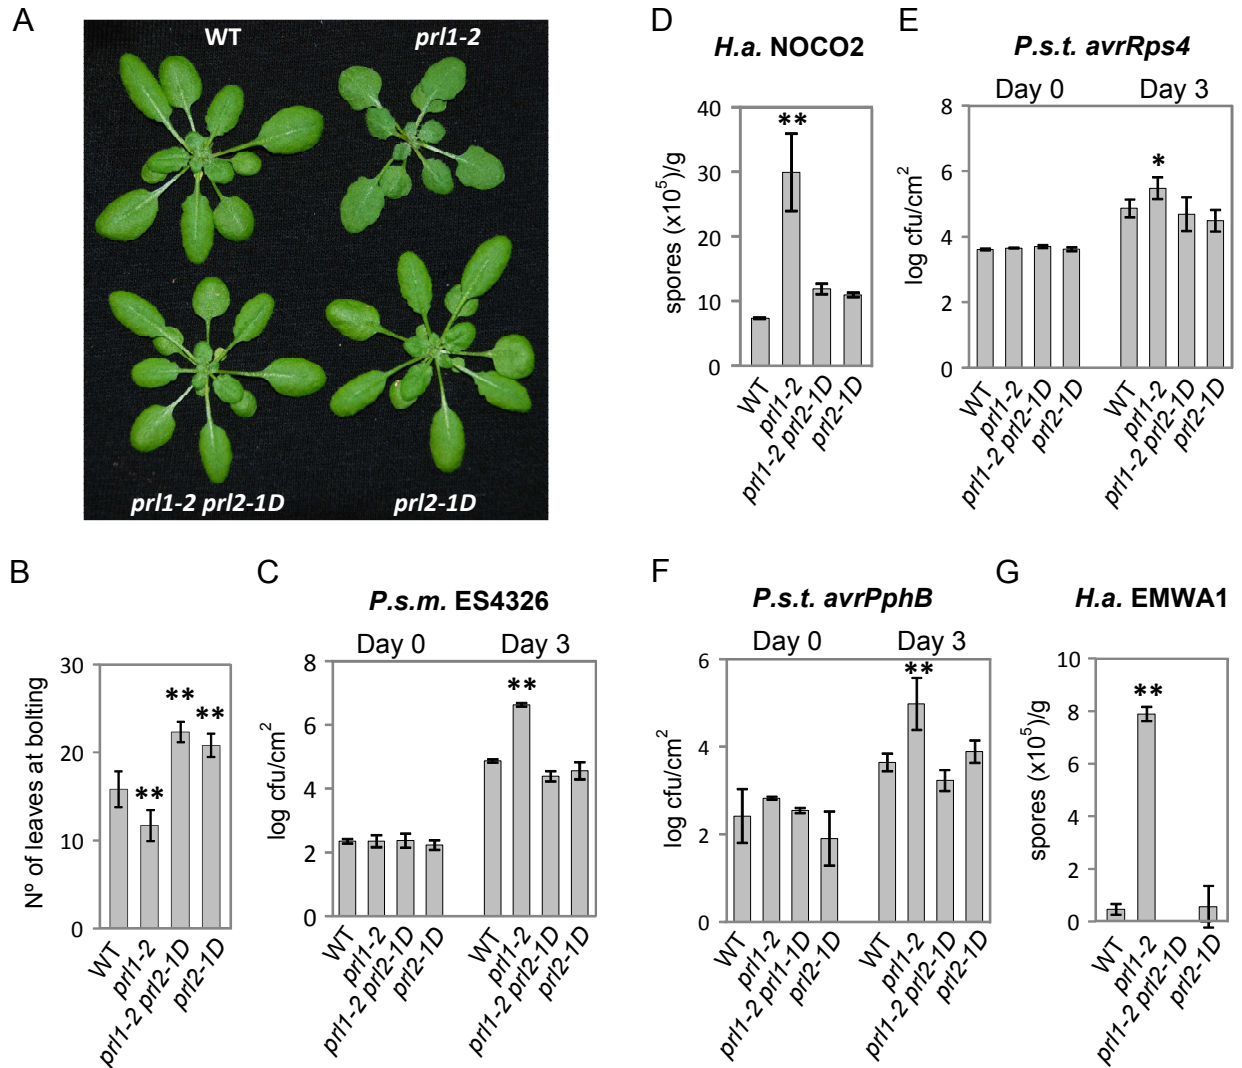 A
WT
prl1-2
prl1-2 prl2-1D
prl2-1D
B
Nº of leaves at bolting
30
20
10
0
**
**
**
WT
prl1-2
prl1-2 prl2-1D
prl2-1D
C
P.s.m. ES4326
Day 0
Day 3
log cfu/cm²
8
6
4
2
0
**
WT
prl1-2
prl1-2 prl2-1D
prl2-1D
WT
prl1-2
prl1-2 prl2-1D
prl2-1D
D
H.a. NOCO2
spores (x10⁵)/g
40
30
20
10
0
**
WT
prl1-2
prl1-2 prl2-1D
prl2-1D
E
P.s.t. avrRps4
Day 0
Day 3
log cfu/cm²
8
6
4
2
0
*
WT
prl1-2
prl1-2 prl2-1D
prl2-1D
WT
prl1-2
prl1-2 prl2-1D
prl2-1D
F
P.s.t. avrPphB
Day 0
Day 3
log cfu/cm²
6
4
2
0
**
WT
prl1-2
prl1-2 prl1-1D
prl2-1D
WT
prl1-2
prl1-2 prl2-1D
prl2-1D
G
H.a. EMWA1
spores (x10⁵)/g
10
8
6
4
2
0
**
WT
prl1-2
prl1-2 prl2-1D
prl2-1D